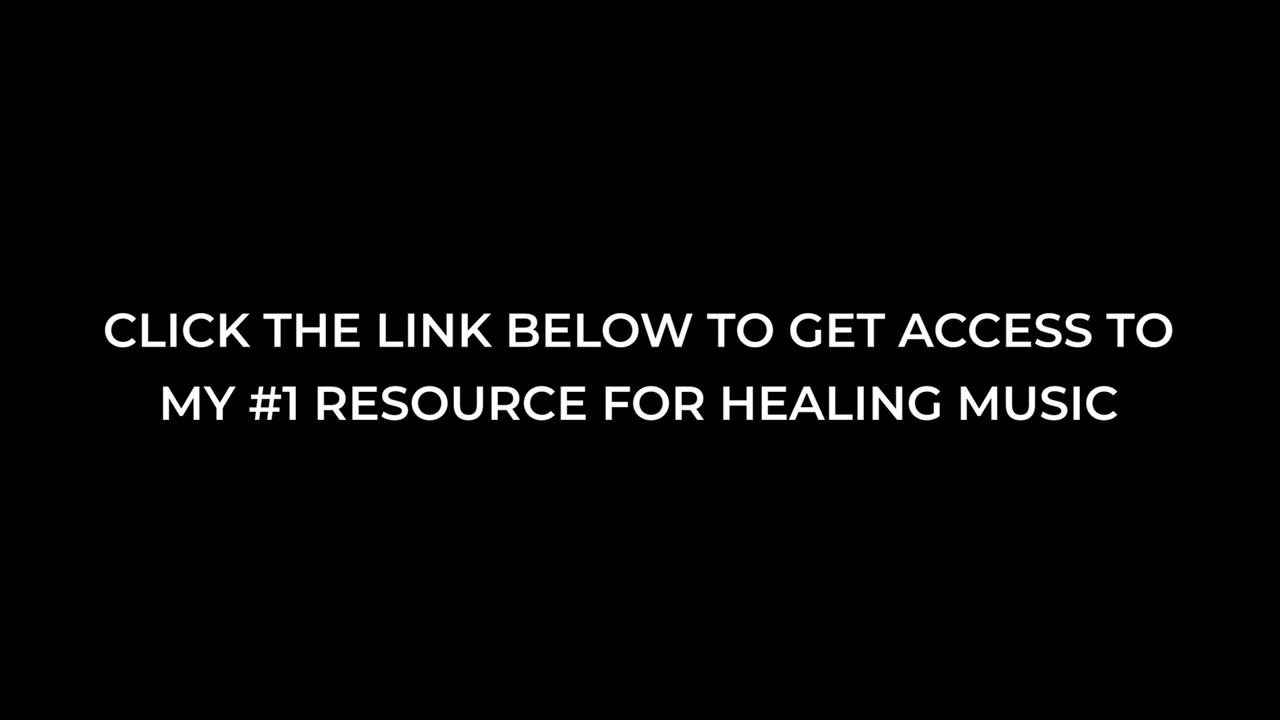 CLICK THE LINK BELOW TO GET ACCESS TO
MY #1 RESOURCE FOR HEALING MUSIC